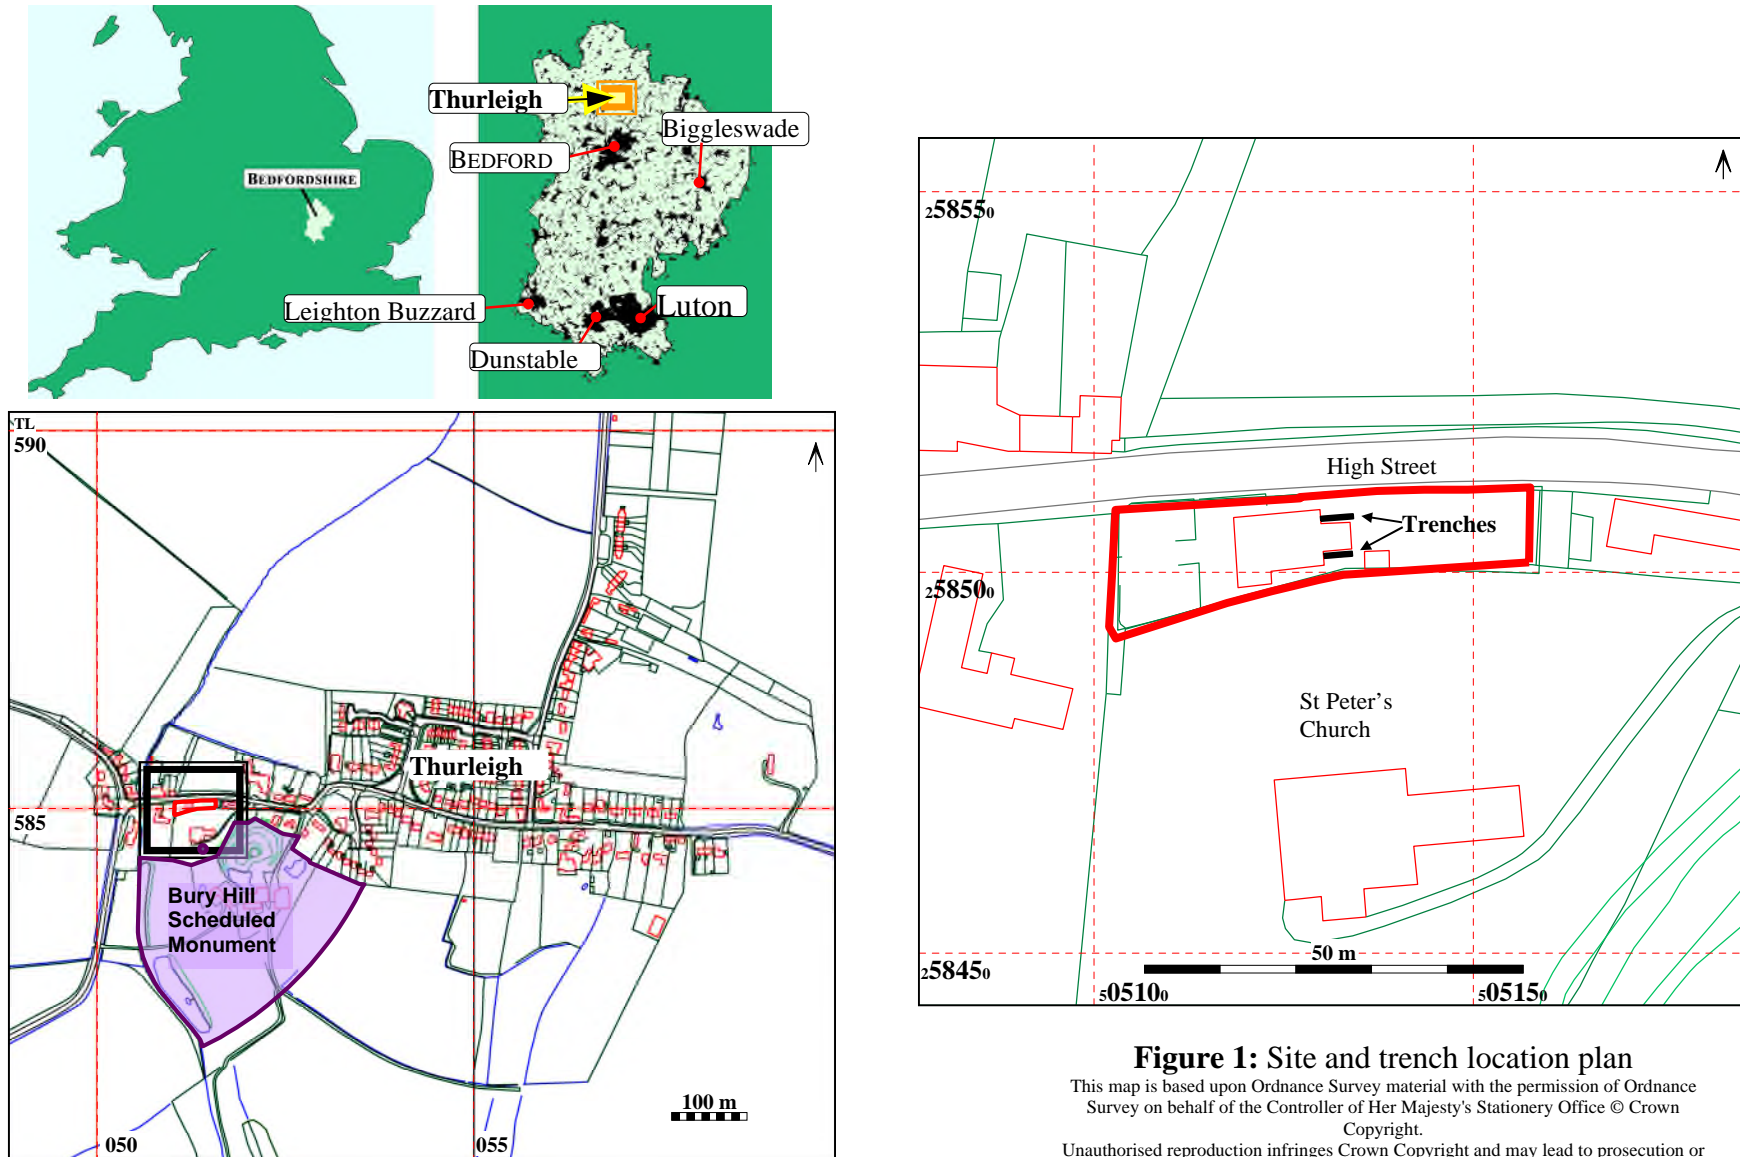 BEDFORDSHIRE
Thurleigh
Biggleswade
BEDFORD
Leighton Buzzard
Luton
Dunstable
TL
590
Thurleigh
585
Bury Hill
Scheduled
Monument
100 m
050
055
258550
High Street
Trenches
258500
St Peter's
Church
50 m
258450
505100
505150
Figure 1: Site and trench location plan
This map is based upon Ordnance Survey material with the permission of Ordnance
Survey on behalf of the Controller of Her Majesty's Stationery Office © Crown
Copyright.
Unauthorised reproduction infringes Crown Copyright and may lead to prosecution or